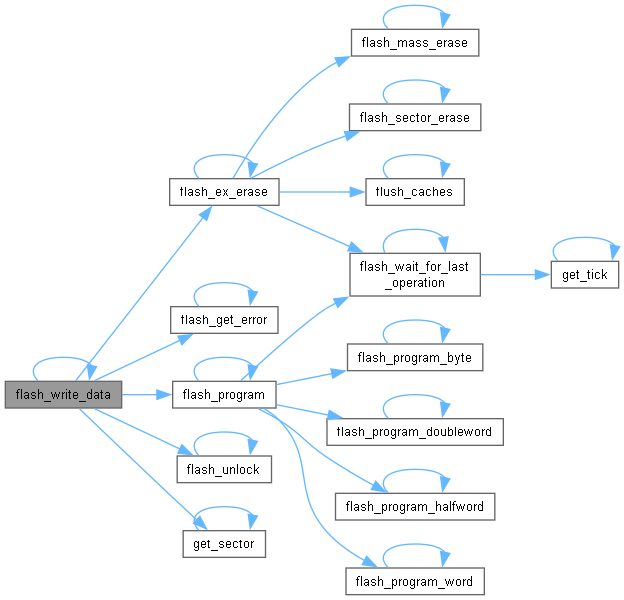 flash_mass_erase
flash_sector_erase
flash_ex_erase
flush_caches
flash_wait_for_last
_operation
get_tick
flash_get_error
flash_program_byte
flash_write_data
flash_program
flash_program_doubleword
flash_unlock
flash_program_halfword
get_sector
flash_program_word